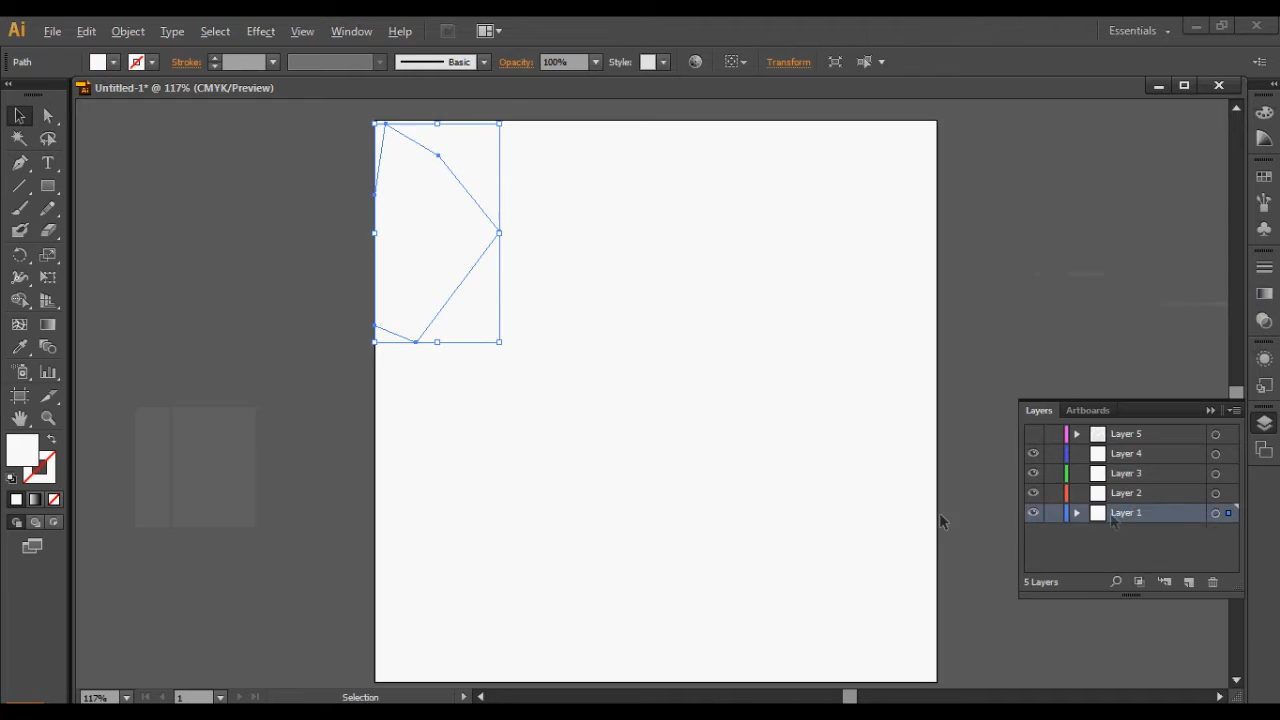 Ai File Edit Object Type Select Effect View Window Help Essentials
Path Stroke: Basic Opacity: 100% Style: Transform
Untitled-1* @ 117% (CMYK/Preview)
Layers Artboards
Layer 5
Layer 4
Layer 3
Layer 2
Layer 1
5 Layers
117% 1 Selection